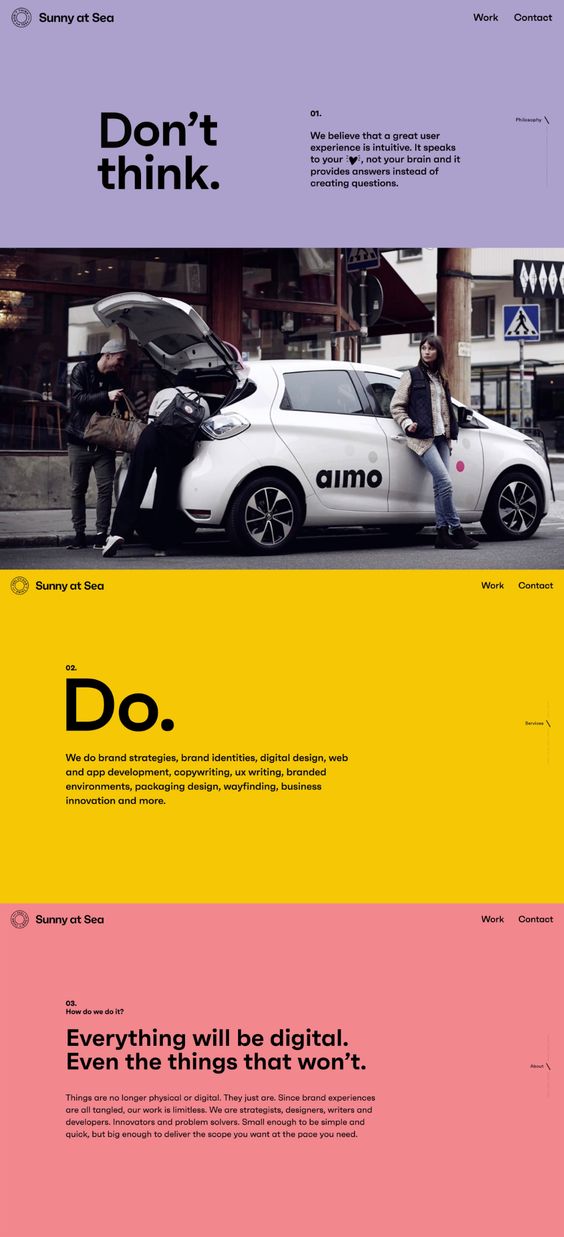 Sunny at Sea
Work Contact
Don't
think.
01.
We believe that a great user
experience is intuitive. It speaks
to your , not your brain and it
provides answers instead of
creating questions.
Philosophy
aimo
Sunny at Sea
Work Contact
02.
Do.
We do brand strategies, brand identities, digital design, web
and app development, copywriting, ux writing, branded
environments, packaging design, wayfinding, business
innovation and more.
Services
Sunny at Sea
Work Contact
03.
How do we do it?
Everything will be digital.
Even the things that won't.
Things are no longer physical or digital. They just are. Since brand experiences
are all tangled, our work is limitless. We are strategists, designers, writers and
developers. Innovators and problem solvers. Small enough to be simple and
quick, but big enough to deliver the scope you want at the pace you need.
About